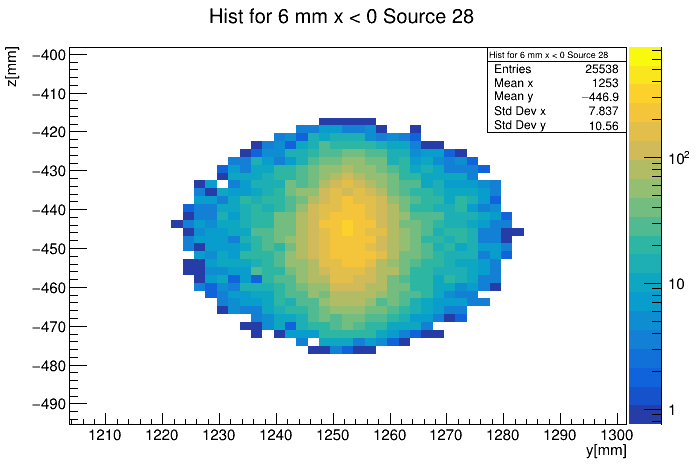 Hist for 6 mm x < 0 Source 28
z[mm]
−400
−410
−420
−430
−440
−450
−460
−470
−480
−490
Hist for 6 mm x < 0 Source 28
Entries 25538
Mean x 1253
Mean y −446.9
Std Dev x 7.837
Std Dev y 10.56
10²
10
1
1210 1220 1230 1240 1250 1260 1270 1280 1290 1300
y[mm]